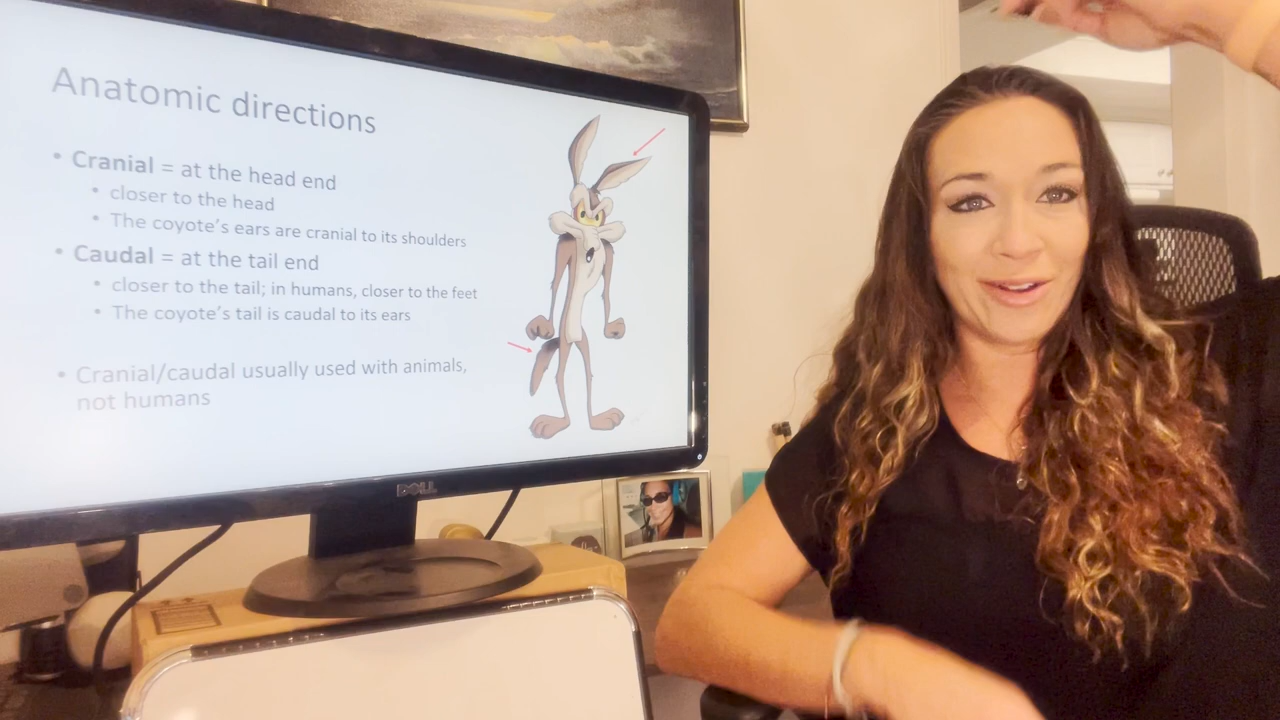 Anatomic directions
• Cranial = at the head end
• closer to the head
• The coyote's ears are cranial to its shoulders
• Caudal = at the tail end
• closer to the tail; in humans, closer to the feet
• The coyote's tail is caudal to its ears
• Cranial/caudal usually used with animals,
not humans
DELL